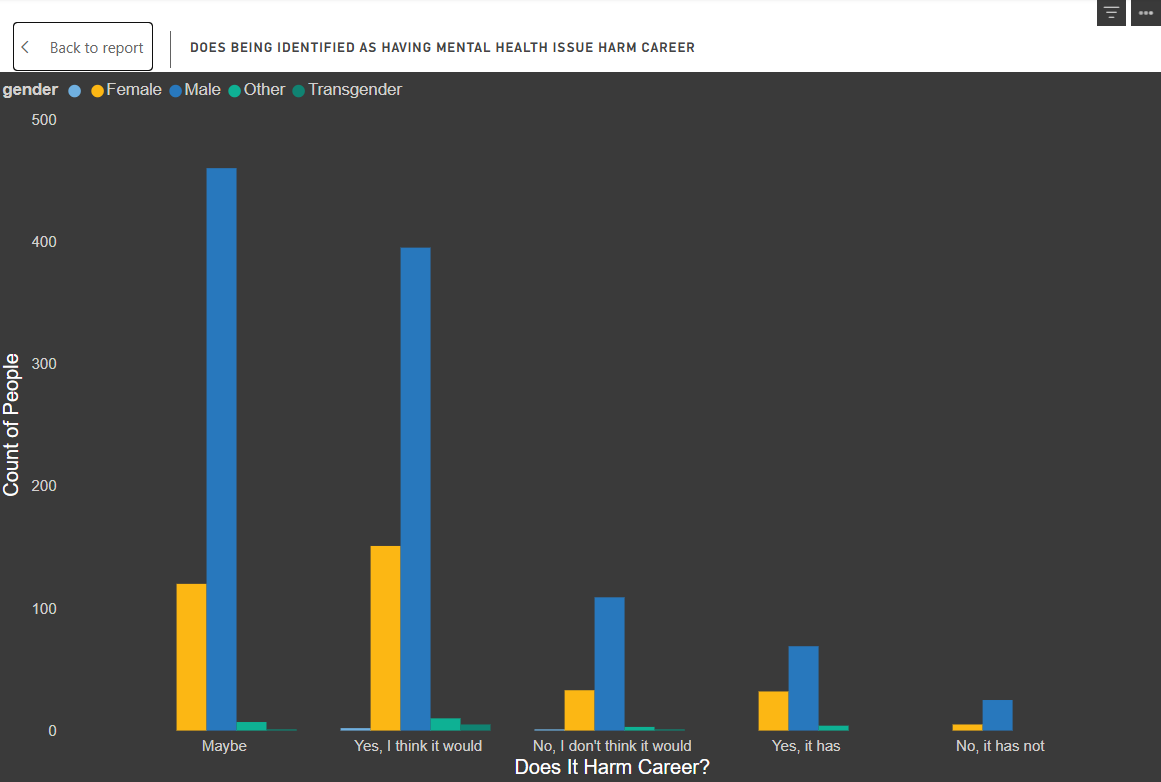 Back to report
DOES BEING IDENTIFIED AS HAVING MENTAL HEALTH ISSUE HARM CAREER
gender Female Male Other Transgender
500
400
300
200
100
0
Count of People
Maybe Yes, I think it would No, I don't think it would Yes, it has No, it has not
Does It Harm Career?